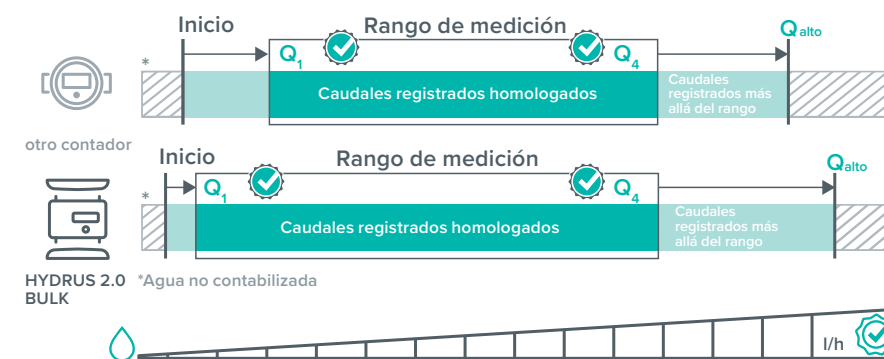 Inicio
Rango de medición
Q alto
*
Q1
Q4
Caudales registrados homologados
Caudales
registrados más
allá del rango
otro contador
Inicio
Rango de medición
Qalto
*
Q1
Q4
Caudales registrados homologados
Caudales
registrados más
allá del rango
HYDRUS 2.0
BULK
*Agua no contabilizada
l/h